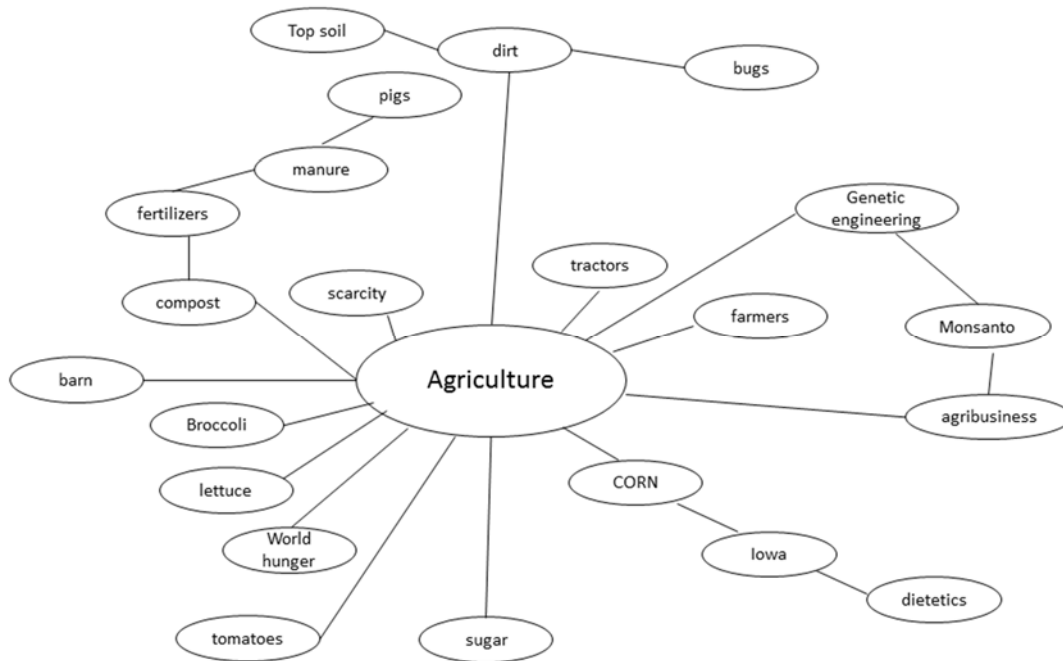 Top soil
dirt
bugs
pigs
manure
Genetic
engineering
fertilizers
tractors
compost
scarcity
farmers
Monsanto
barn
Agriculture
Broccoli
agribusiness
lettuce
CORN
World
hunger
Iowa
dietetics
tomatoes
sugar